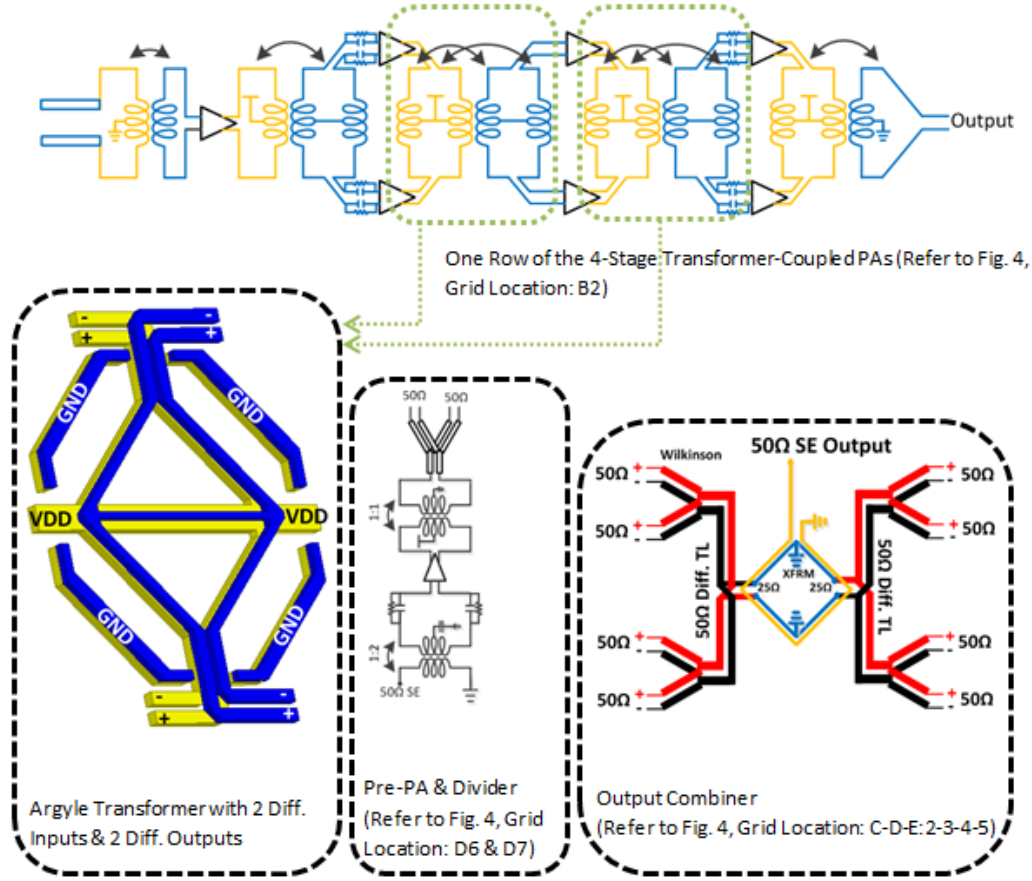 Output
One Row of the 4-Stage Transformer-Coupled PAs (Refer to Fig. 4,
Grid Location: B2)
-
-
+
+
GND
GND
VDD
VDD
GND
GND
-
-
+
+
Argyle Transformer with 2 Diff.
Inputs & 2 Diff. Outputs
50Ω 50Ω
1:1
1:2
50Ω SE
Pre-PA & Divider
(Refer to Fig. 4, Grid
Location: D6 & D7)
50Ω SE Output
Wilkinson
50Ω + -
50Ω + -
+ - 50Ω
+ - 50Ω
50Ω Diff. TL
XFRM
25Ω 25Ω
50Ω Diff. TL
50Ω + -
50Ω + -
+ - 50Ω
+ - 50Ω
Output Combiner
(Refer to Fig. 4, Grid Location: C-D-E:2-3-4-5)